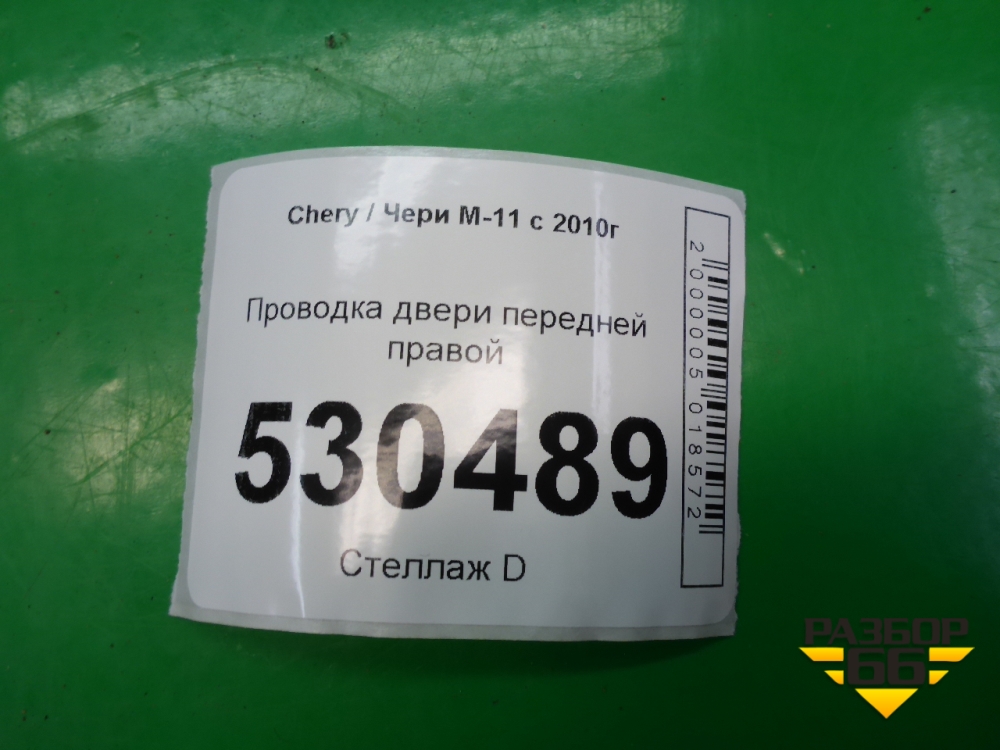 Chery / Чери М-11 с 2010г
Проводка двери передней
правой
530489
Стеллаж D
2000005018572
РАЗБОР
66